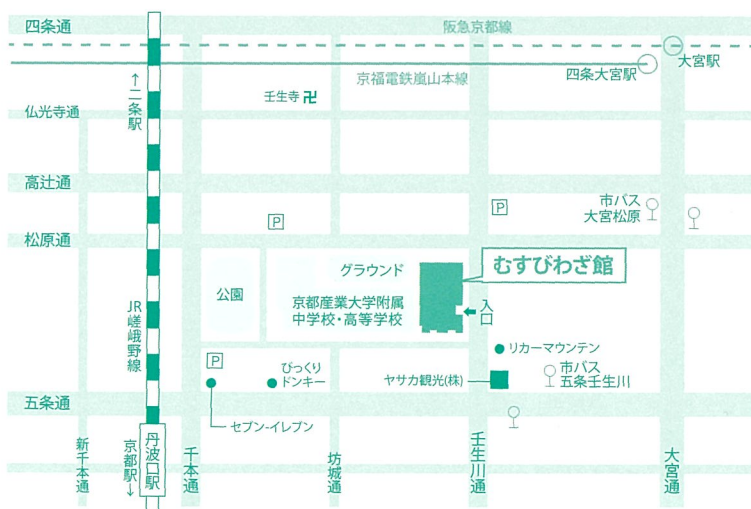 四条通
阪急京都線
大宮駅
四条大宮駅
京福電鉄嵐山本線
↑二条駅
壬生寺 卍
仏光寺通
高辻通
市バス
大宮松原
P
P
松原通
むすびわざ館
グラウンド
公園
京都産業大学附属
中学校・高等学校
入口
JR嵯峨野線
リカーマウンテン
P
びっくり
ドンキー
ヤサカ観光(株)
市バス
五条壬生川
五条通
セブン-イレブン
新千本通
京都駅↓
丹波口駅
千本通
坊城通
壬生川通
大宮通